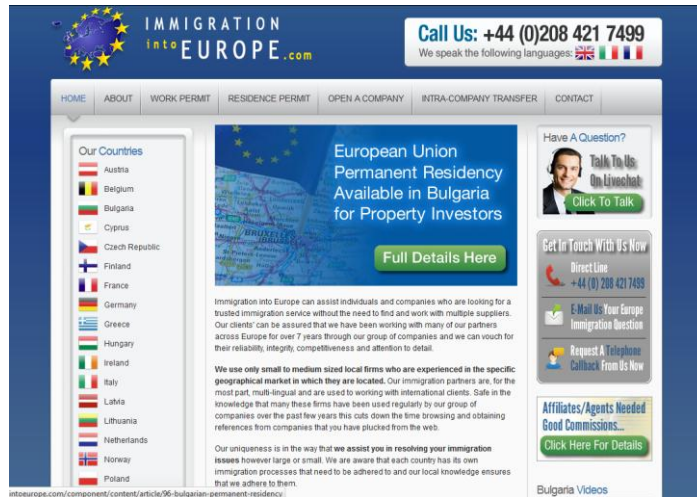 IMMIGRATION
into EUROPE.com
Call Us: +44 (0)208 421 7499
We speak the following languages:
HOME ABOUT WORK PERMIT RESIDENCE PERMIT OPEN A COMPANY INTRA-COMPANY TRANSFER CONTACT
Our Countries
Austria
Belgium
Bulgaria
Cyprus
Czech Republic
Finland
France
Germany
Greece
Hungary
Ireland
Italy
Latvia
Lithuania
Netherlands
Norway
Poland
European Union
Permanent Residency
Available in Bulgaria
for Property Investors
Full Details Here
BRUXELLES
Immigration into Europe can assist individuals and companies who are looking for a
trusted immigration service without the need to find and work with multiple suppliers.
Our clients' can be assured that we have been working with many of our partners
across Europe for over 7 years through our group of companies and we can vouch for
their reliability, integrity, competitiveness and attention to detail.
We use only small to medium sized local firms who are experienced in the specific
geographical market in which they are located. Our immigration partners are, for the
most part, multi-lingual and are used to working with international clients. Safe in the
knowledge that many these firms have been used regularly by our group of
companies over the past few years this cuts down the time browsing and obtaining
references from companies that you have plucked from the web.
Our uniqueness is in the way that we assist you in resolving your immigration
issues however large or small. We are aware that each country has its own
immigration processes that need to be adhered to and our local knowledge ensures
that we adhere to them.
Have A Question?
Talk To Us
On Livechat
Click To Talk
Get In Touch With Us Now
Direct Line
+44 (0) 208 421 7499
E-Mail Us Your Europe
Immigration Question
Request A Telephone
Callback From Us Now
Affiliates/Agents Needed
Good Commissions...
Click Here For Details
Bulgaria Videos
intoeurope.com/component/content/article/96-bulgarian-permanent-residency